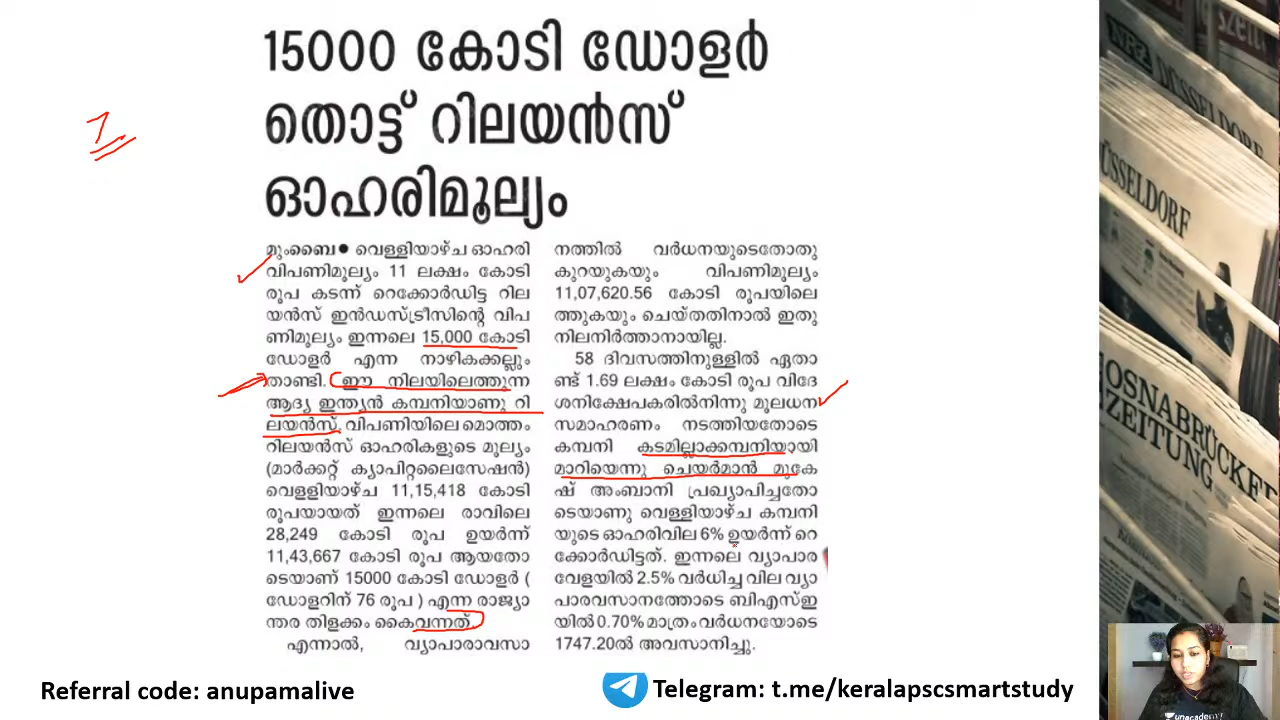 15000 കോടി ഡോളർ
തൊട്ട് റിലയൻസ്
ഓഹരിമൂല്യം
മുംബൈ● വെള്ളിയാഴ്ച ഓഹരി
വിപണിമൂല്യം 11 ലക്ഷം കോടി
രൂപ കടന്ന് റെക്കോർഡിട്ട റില
യൻസ് ഇൻഡസ്ട്രീസിന്റെ വിപ
ണിമൂല്യം ഇന്നലെ 15,000 കോടി
ഡോളർ എന്ന നാഴികക്കല്ലും
താണ്ടി. ഈ നിലയിലെത്തുന്ന
ആദ്യ ഇന്ത്യൻ കമ്പനിയാണു റി
ലയൻസ്. വിപണിയിലെ മൊത്തം
റിലയൻസ് ഓഹരികളുടെ മൂല്യം
(മാർക്കറ്റ് ക്യാപിറ്റലൈസേഷൻ)
വെള്ളിയാഴ്ച 11,15,418 കോടി
രൂപയായത് ഇന്നലെ രാവിലെ
28,249 കോടി രൂപ ഉയർന്ന്
11,43,667 കോടി രൂപ ആയതോ
ടെയാണ് 15000 കോടി ഡോളർ (
ഡോളറിന് 76 രൂപ ) എന്ന രാജ്യാ
ന്തര തിളക്കം കൈവന്നത്.
എന്നാൽ, വ്യാപാരാവസാ
നത്തിൽ വർധനയുടെതോതു
കുറയുകയും വിപണിമൂല്യം
11,07,620.56 കോടി രൂപയിലെ
ത്തുകയും ചെയ്തതിനാൽ ഇതു
നിലനിർത്താനായില്ല.
58 ദിവസത്തിനുള്ളിൽ ഏതാ
ണ്ട് 1.69 ലക്ഷം കോടി രൂപ വിദേ
ശനിക്ഷേപകരിൽനിന്നു മൂലധന
സമാഹരണം നടത്തിയതോടെ
കമ്പനി കടമില്ലാക്കമ്പനിയായി
മാറിയെന്നു ചെയർമാൻ മുകേ
ഷ് അംബാനി പ്രഖ്യാപിച്ചതോ
ടെയാണു വെള്ളിയാഴ്ച കമ്പനി
യുടെ ഓഹരിവില 6% ഉയർന്ന് റെ
ക്കോർഡിട്ടത്. ഇന്നലെ വ്യാപാര
വേളയിൽ 2.5% വർധിച്ച വില വ്യാ
പാരവസാനത്തോടെ ബിഎസ്ഇ
യിൽ 0.70% മാത്രം വർധനയോടെ
1747.20ൽ അവസാനിച്ചു.
Referral code: anupamalive
Telegram: t.me/keralapscsmartstudy
DÜSSELDORF
ÜSSELDORF
OSNABRÜCKE
ZEITUNG
unacademy